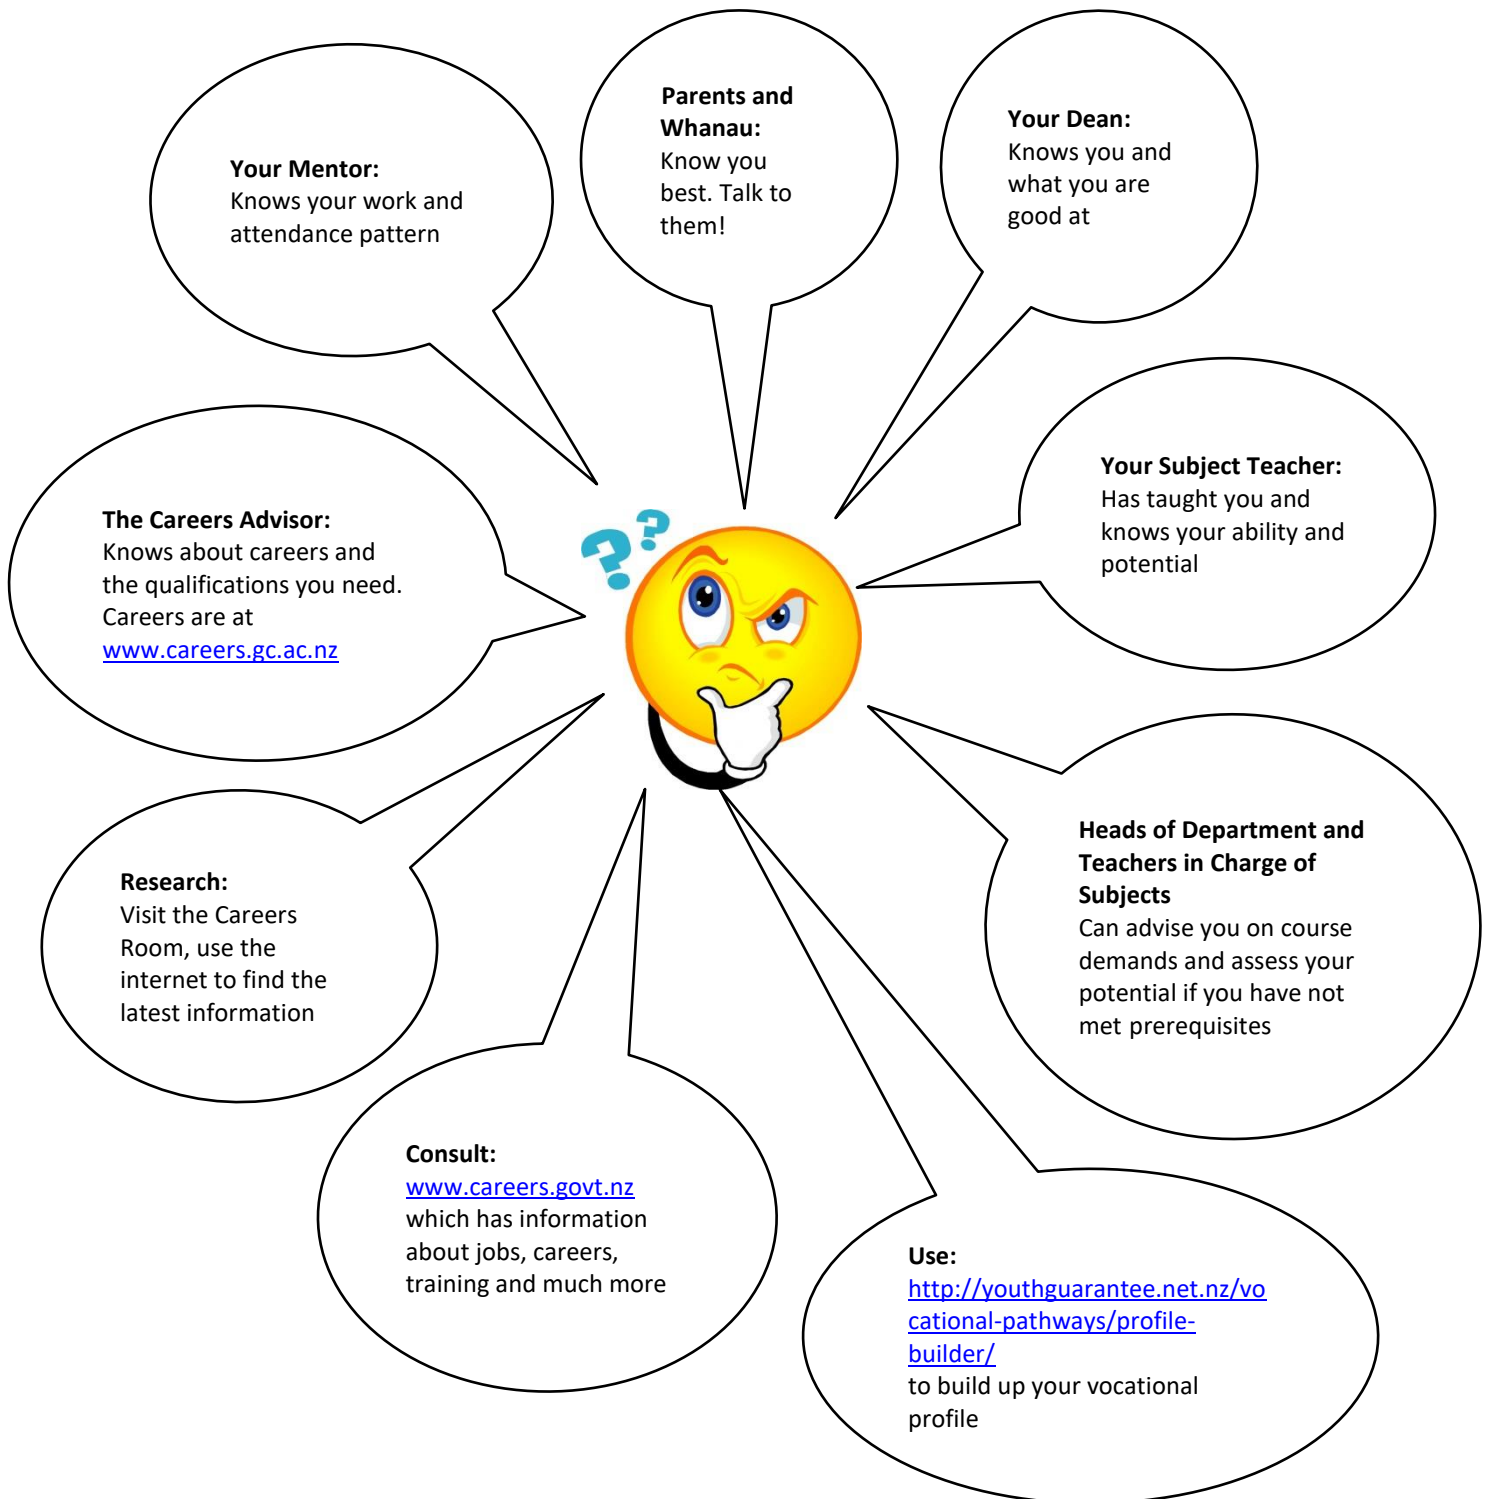 Your Mentor:
Knows your work and
attendance pattern
Parents and
Whanau:
Know you
best. Talk to
them!
Your Dean:
Knows you and
what you are
good at
Your Subject Teacher:
Has taught you and
knows your ability and
potential
The Careers Advisor:
Knows about careers and
the qualifications you need.
Careers are at
www.careers.gc.ac.nz
? ?
Heads of Department and
Teachers in Charge of
Subjects
Can advise you on course
demands and assess your
potential if you have not
met prerequisites
Research:
Visit the Careers
Room, use the
internet to find the
latest information
Consult:
www.careers.govt.nz
which has information
about jobs, careers,
training and much more
Use:
http://youthguarantee.net.nz/vo
cational-pathways/profile-
builder/
to build up your vocational
profile